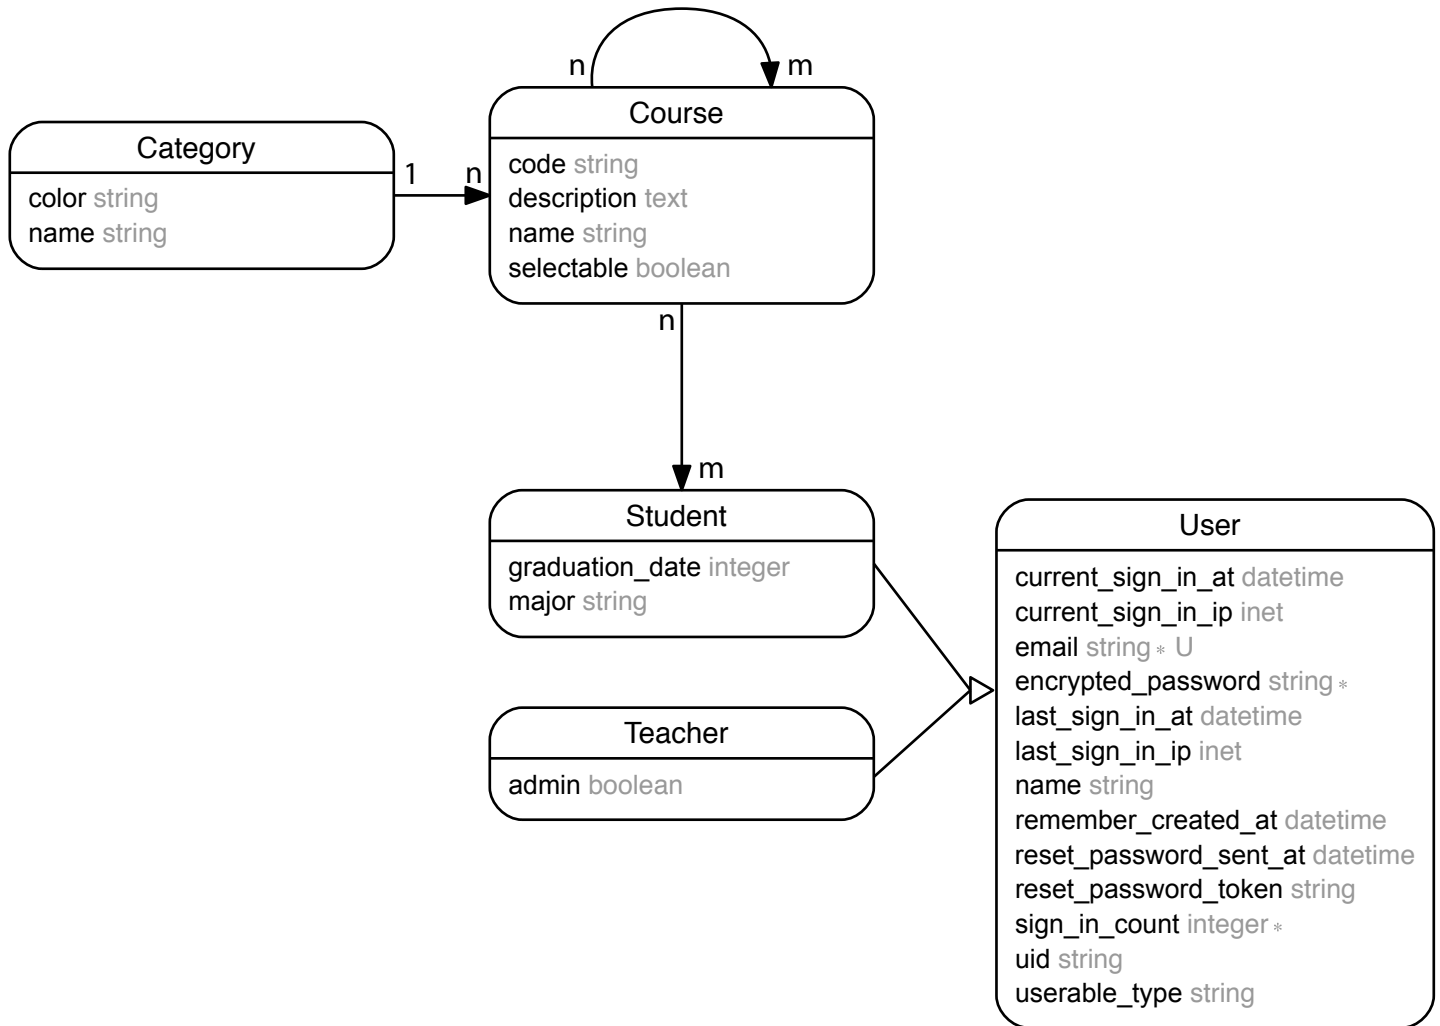 n
m
Course
code string
description text
name string
selectable boolean
Category
color string
name string
1
n
n
m
Student
graduation_date integer
major string
Teacher
admin boolean
User
current_sign_in_at datetime
current_sign_in_ip inet
email string * U
encrypted_password string *
last_sign_in_at datetime
last_sign_in_ip inet
name string
remember_created_at datetime
reset_password_sent_at datetime
reset_password_token string
sign_in_count integer *
uid string
userable_type string